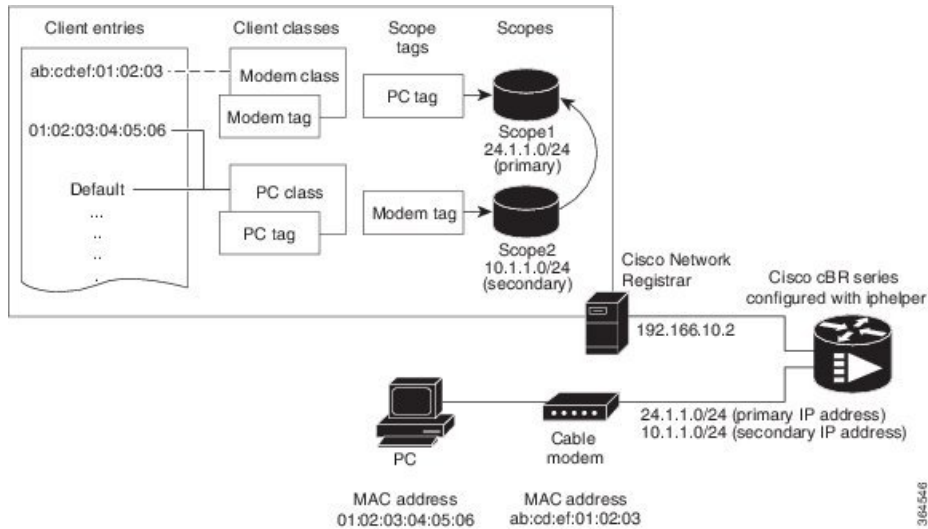 Client entries
Client classes
Scope
tags
Scopes
ab:cd:ef:01:02:03
01:02:03:04:05:06
Default
...
..
..
.
Modem class
Modem tag
PC class
PC tag
PC tag
Modem tag
Scope1
24.1.1.0/24
(primary)
Scope2
10.1.1.0/24
(secondary)
Cisco Network
Registrar
192.166.10.2
Cisco cBR series
configured with iphelper
24.1.1.0/24 (primary IP address)
10.1.1.0/24 (secondary IP address)
PC
Cable
modem
MAC address
01:02:03:04:05:06
MAC address
ab:cd:ef:01:02:03
364546